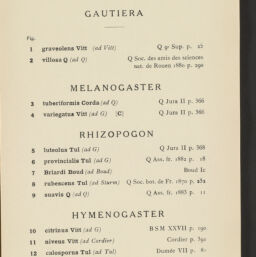 GAUTIERA
Fig.
1 graveolens Vitt (ad Vitt) Q 9e Sup. p. 25
2 villosa Q (ad Q) Q Soc. des amis des sciences
nat. de Rouen 1880 p. 292
MELANOGASTER
3 tuberiformis Corda (ad Q) Q Jura II p. 366
4 variegatus Vitt (ad G) [C] Q Jura II p. 366
RHIZOPOGON
5 luteolus Tul (ad G) Q Jura II p. 368
6 provincialis Tul (ad G) Q Ass. fr. 1882 p. 18
7 Briardi Boud (ad Boud) Boud Ic
8 rubescens Tul (ad Sturm) Q Soc. bot. de Fr. 1870 p.
9 suavis Q (ad Q) Q Ass. fr. 1883 p. 11
HYMENOGASTER
10 citrinus Vitt (ad G) BSM XXVII p. 190
11 niveus Vitt (ad Cordier) Cordier p. 392
12 calosporus Tul (ad Tul) Dumée VII p. 81